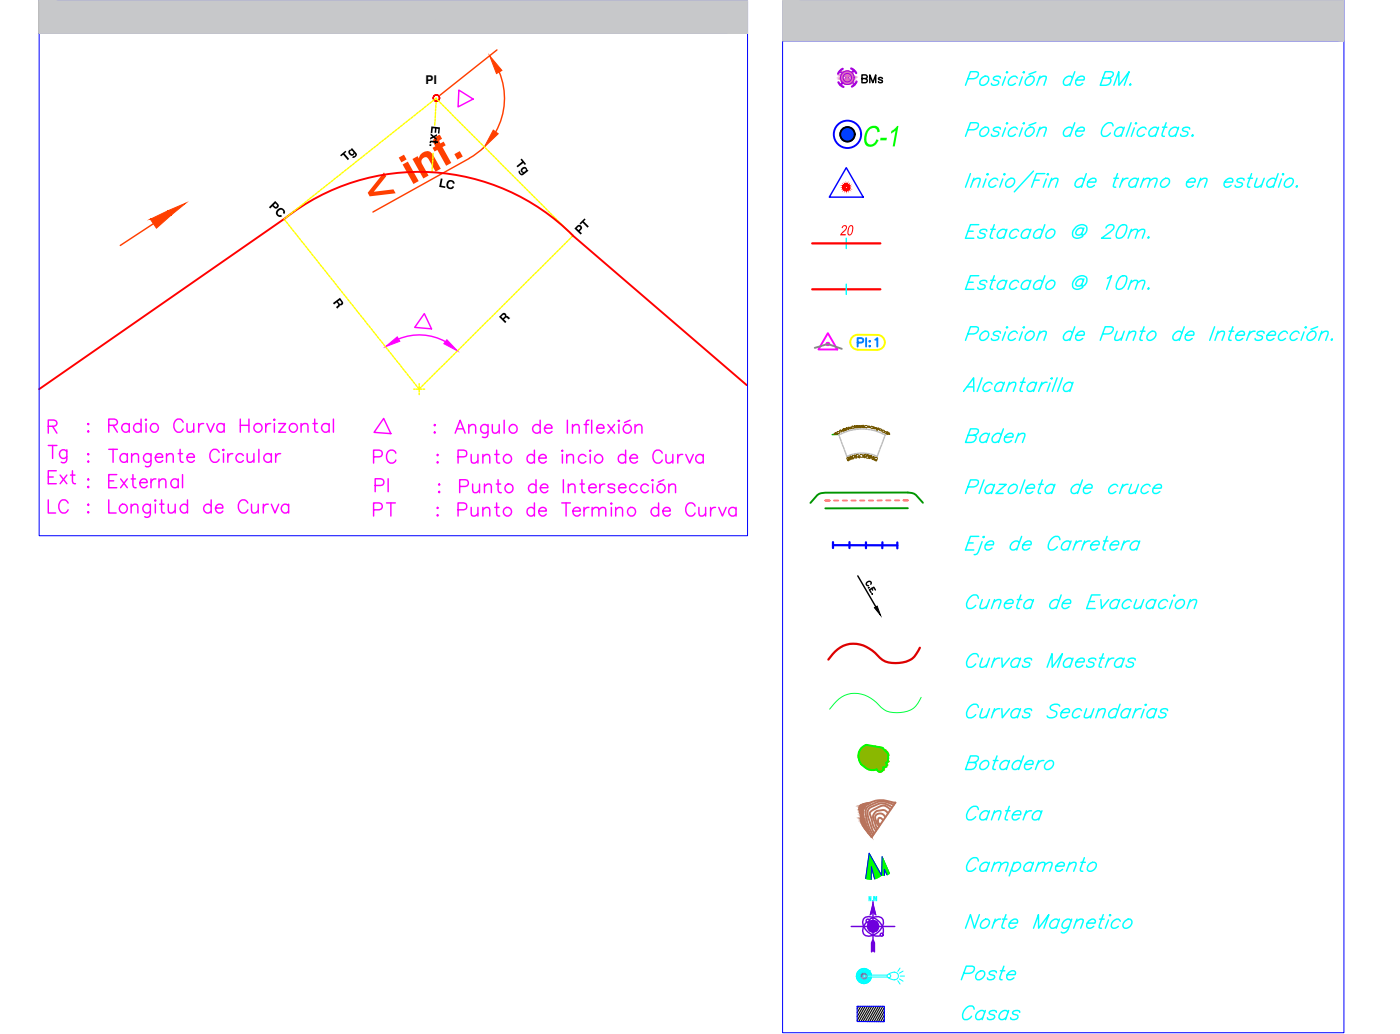 PI
Ext.
< int.
Tg
Tg
LC
PC
PT
R
R
R : Radio Curva Horizontal
Tg : Tangente Circular
Ext : External
LC : Longitud de Curva
△ : Angulo de Inflexión
PC : Punto de incio de Curva
PI : Punto de Intersección
PT : Punto de Termino de Curva
BMs Posición de BM.
C-1 Posición de Calicatas.
Inicio/Fin de tramo en estudio.
20 Estacado @ 20m.
Estacado @ 10m.
PI:1 Posicion de Punto de Intersección.
Alcantarilla
Baden
Plazoleta de cruce
Eje de Carretera
C.E. Cuneta de Evacuacion
Curvas Maestras
Curvas Secundarias
Botadero
Cantera
Campamento
Norte Magnetico
Poste
Casas